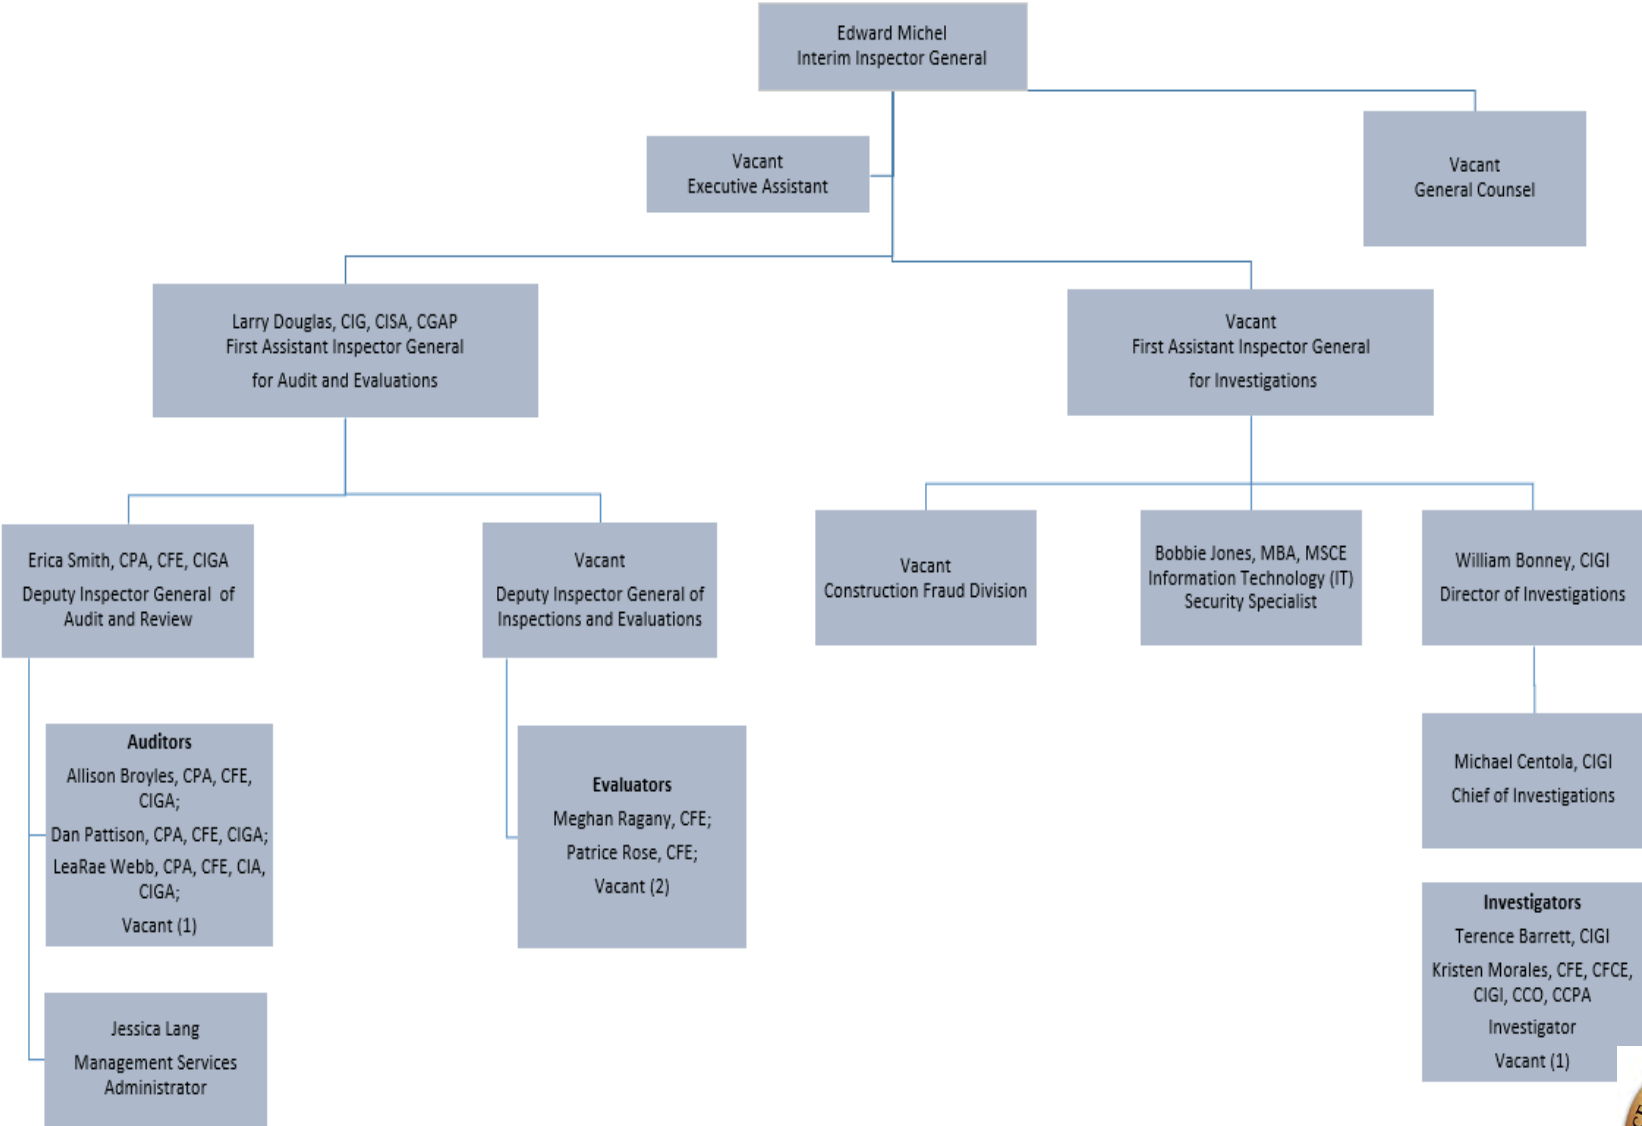 Edward Michel
Interim Inspector General
Vacant
Executive Assistant
Vacant
General Counsel
Larry Douglas, CIG, CISA, CGAP
First Assistant Inspector General
for Audit and Evaluations
Vacant
First Assistant Inspector General
for Investigations
Erica Smith, CPA, CFE, CIGA
Deputy Inspector General of
Audit and Review
Vacant
Deputy Inspector General of
Inspections and Evaluations
Vacant
Construction Fraud Division
Bobbie Jones, MBA, MSCE
Information Technology (IT)
Security Specialist
William Bonney, CIGI
Director of Investigations
Auditors
Allison Broyles, CPA, CFE,
CIGA;
Dan Pattison, CPA, CFE, CIGA;
LeaRae Webb, CPA, CFE, CIA,
CIGA;
Vacant (1)
Evaluators
Meghan Ragany, CFE;
Patrice Rose, CFE;
Vacant (2)
Michael Centola, CIGI
Chief of Investigations
Investigators
Terence Barrett, CIGI
Kristen Morales, CFE, CFCE,
CIGI, CCO, CCPA
Investigator
Vacant (1)
Jessica Lang
Management Services
Administrator